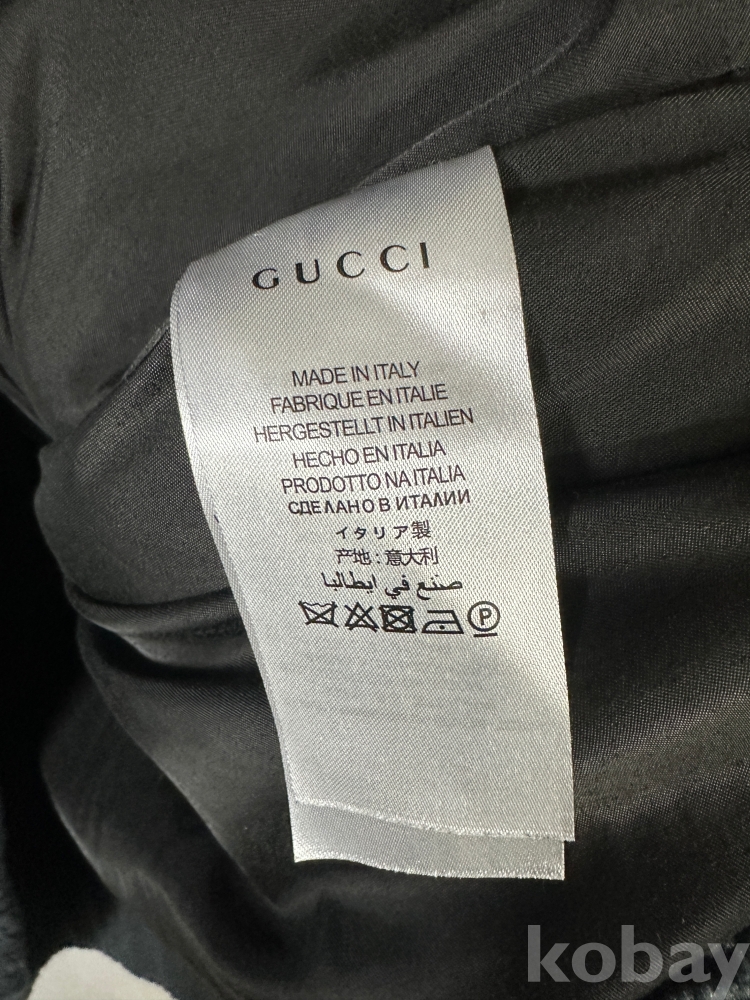 GUCCI
MADE IN ITALY
FABRIQUE EN ITALIE
HERGESTELLT IN ITALIEN
HECHO EN ITALIA
PRODOTTO NA ITALIA
СДЕЛАНО В ИТАЛИИ
イタリア製
产地:意大利
صنع في ايطاليا
P
kobay